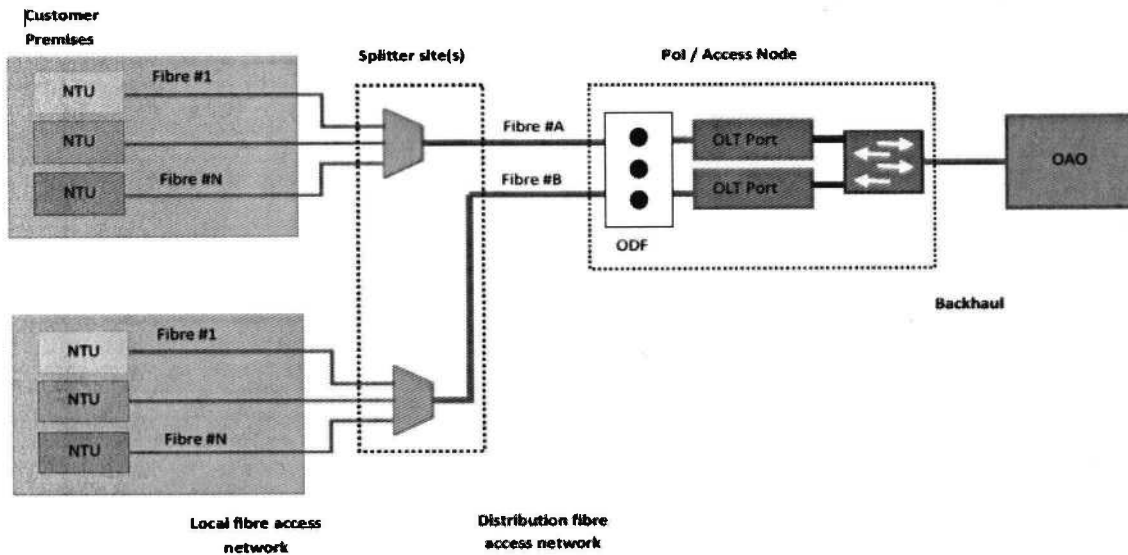 Customer
Premises
Splitter site(s)
PoI / Access Node
NTU
Fibre #1
NTU
NTU
Fibre #N
Fibre #A
Fibre #B
ODF
OLT Port
OLT Port
OAO
Backhaul
NTU
Fibre #1
NTU
NTU
Fibre #N
Local fibre access
network
Distribution fibre
access network